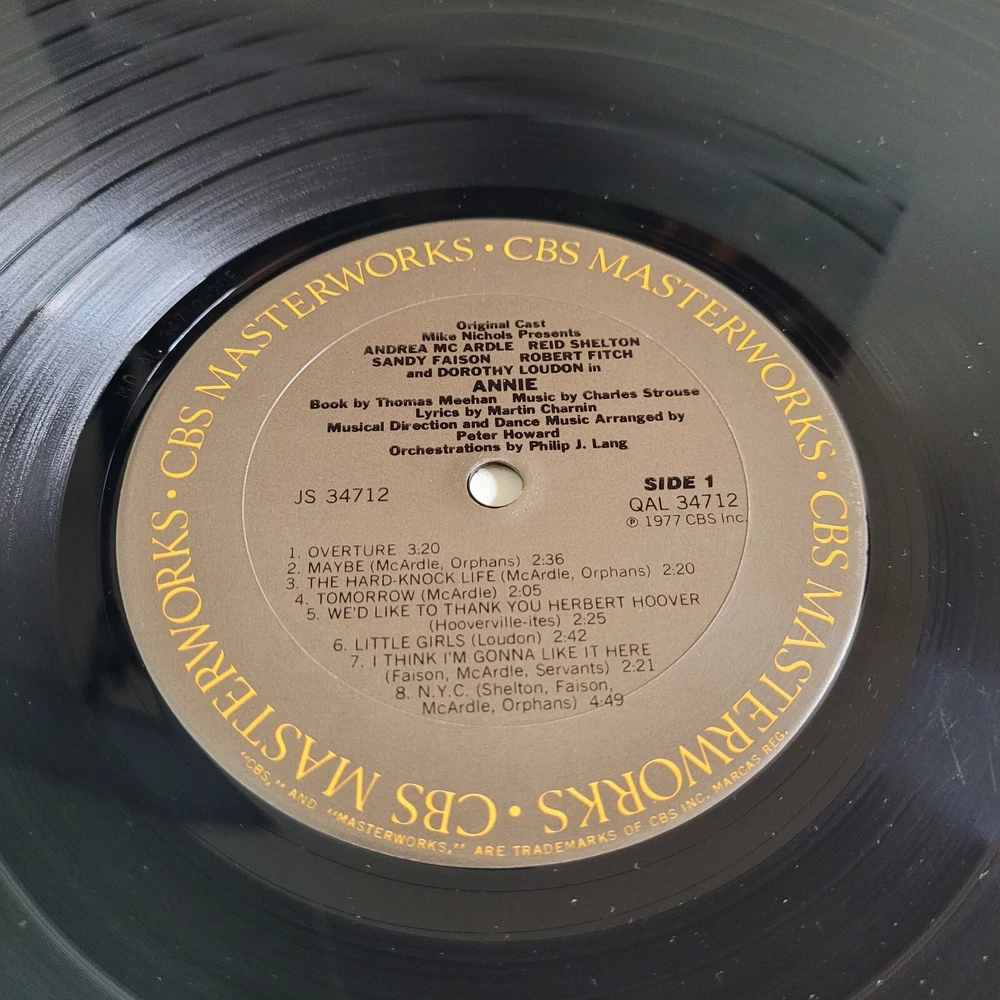 CBS MASTERWORKS · CBS MASTERWORKS · CBS MASTERWORKS · CBS MASTERWORKS · CBS MASTERWORKS ·
Original Cast
Mike Nichols Presents
ANDREA MC ARDLE REID SHELTON
SANDY FAISON ROBERT FITCH
and DOROTHY LOUDON in
ANNIE
Book by Thomas Meehan Music by Charles Strouse
Lyrics by Martin Charnin
Musical Direction and Dance Music Arranged by
Peter Howard
Orchestrations by Philip J. Lang
JS 34712
SIDE 1
QAL 34712
℗ 1977 CBS Inc.
1. OVERTURE 3:20
2. MAYBE (McArdle, Orphans) 2:36
3. THE HARD-KNOCK LIFE (McArdle, Orphans) 2:20
4. TOMORROW (McArdle) 2:05
5. WE'D LIKE TO THANK YOU HERBERT HOOVER
(Hooverville-ites) 2:25
6. LITTLE GIRLS (Loudon) 2:42
7. I THINK I'M GONNA LIKE IT HERE
(Faison, McArdle, Servants) 2:21
8. N.Y.C. (Shelton, Faison,
McArdle, Orphans) 4:49
"CBS," AND "MASTERWORKS," ARE TRADEMARKS OF CBS INC. MARCAS REG.